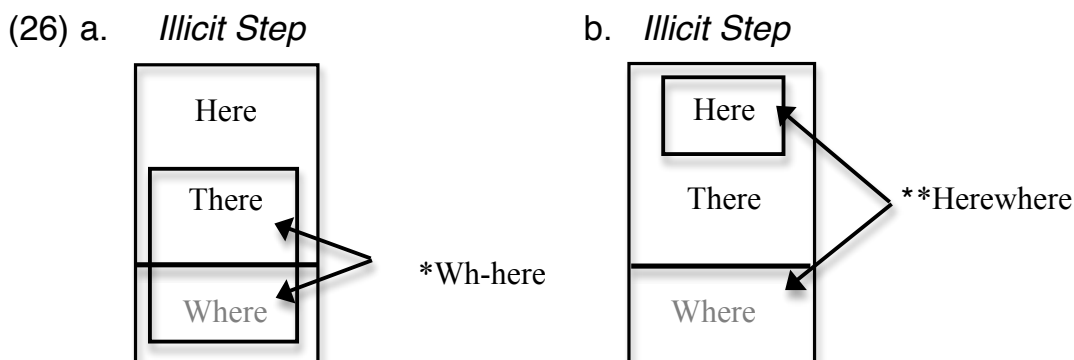 (26) a. Illicit Step b. Illicit Step
Here Here
There There **Herewhere
*Wh-here
Where Where